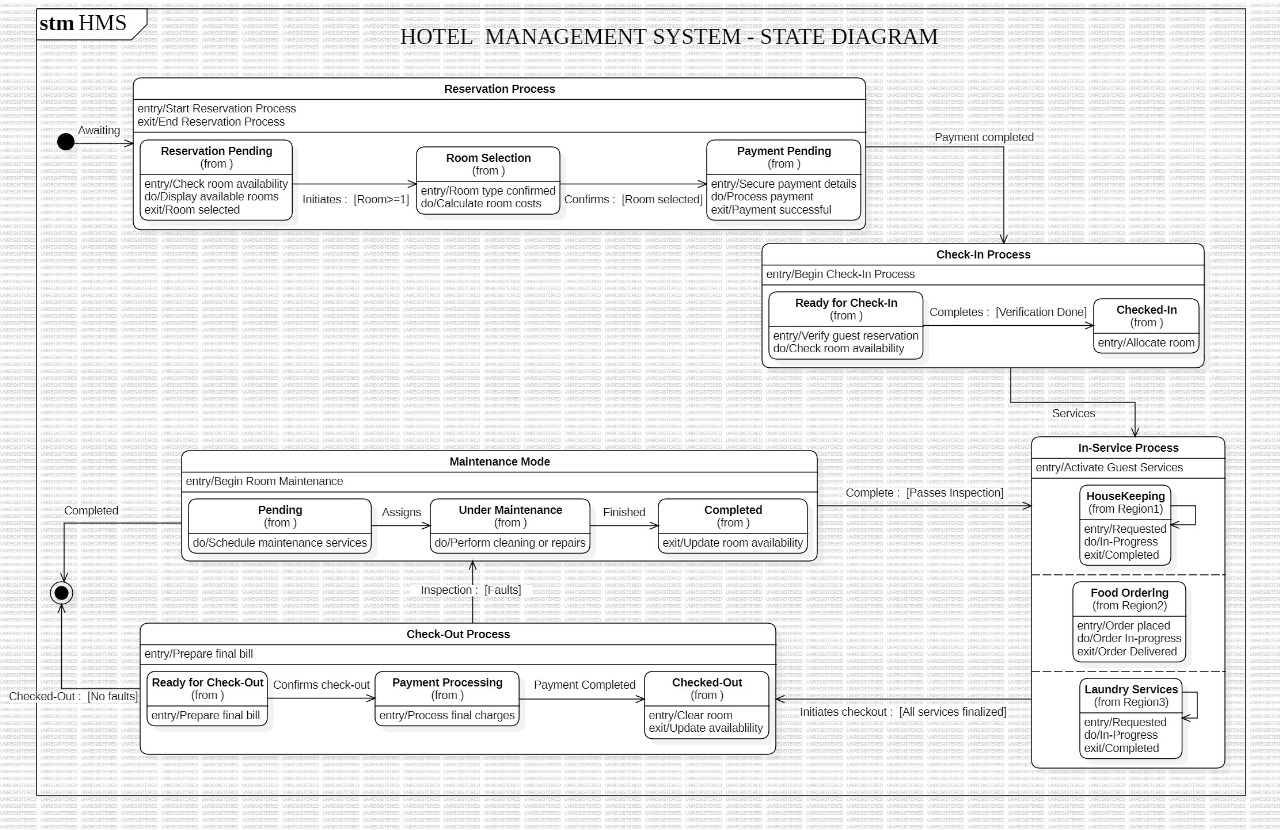 stm HMS
HOTEL  MANAGEMENT SYSTEM - STATE DIAGRAM
Reservation Process
entry/Start Reservation Process
exit/End Reservation Process
Awaiting
Reservation Pending
(from )
entry/Check room availability
do/Display available rooms
exit/Room selected
Initiates :  [Room>=1]
Room Selection
(from )
entry/Room type confirmed
do/Calculate room costs
Confirms :  [Room selected]
Payment Pending
(from )
entry/Secure payment details
do/Process payment
exit/Payment successful
Payment completed
Check-In Process
entry/Begin Check-In Process
Ready for Check-In
(from )
entry/Verify guest reservation
do/Check room availability
Completes :  [Verification Done]
Checked-In
(from )
entry/Allocate room
Services
In-Service Process
entry/Activate Guest Services
HouseKeeping
(from Region1)
entry/Requested
do/In-Progress
exit/Completed
Food Ordering
(from Region2)
entry/Order placed
do/Order In-progress
exit/Order Delivered
Laundry Services
(from Region3)
entry/Requested
do/In-Progress
exit/Completed
Maintenance Mode
entry/Begin Room Maintenance
Pending
(from )
do/Schedule maintenance services
Assigns
Under Maintenance
(from )
do/Perform cleaning or repairs
Finished
Completed
(from )
exit/Update room availability
Complete :  [Passes Inspection]
Completed
Inspection :  [Faults]
Check-Out Process
entry/Prepare final bill
Ready for Check-Out
(from )
entry/Prepare final bill
Confirms check-out
Payment Processing
(from )
entry/Process final charges
Payment Completed
Checked-Out
(from )
entry/Clear room
exit/Update availablility
Checked-Out :  [No faults]
Initiates checkout :  [All services finalized]
UNREGISTERED